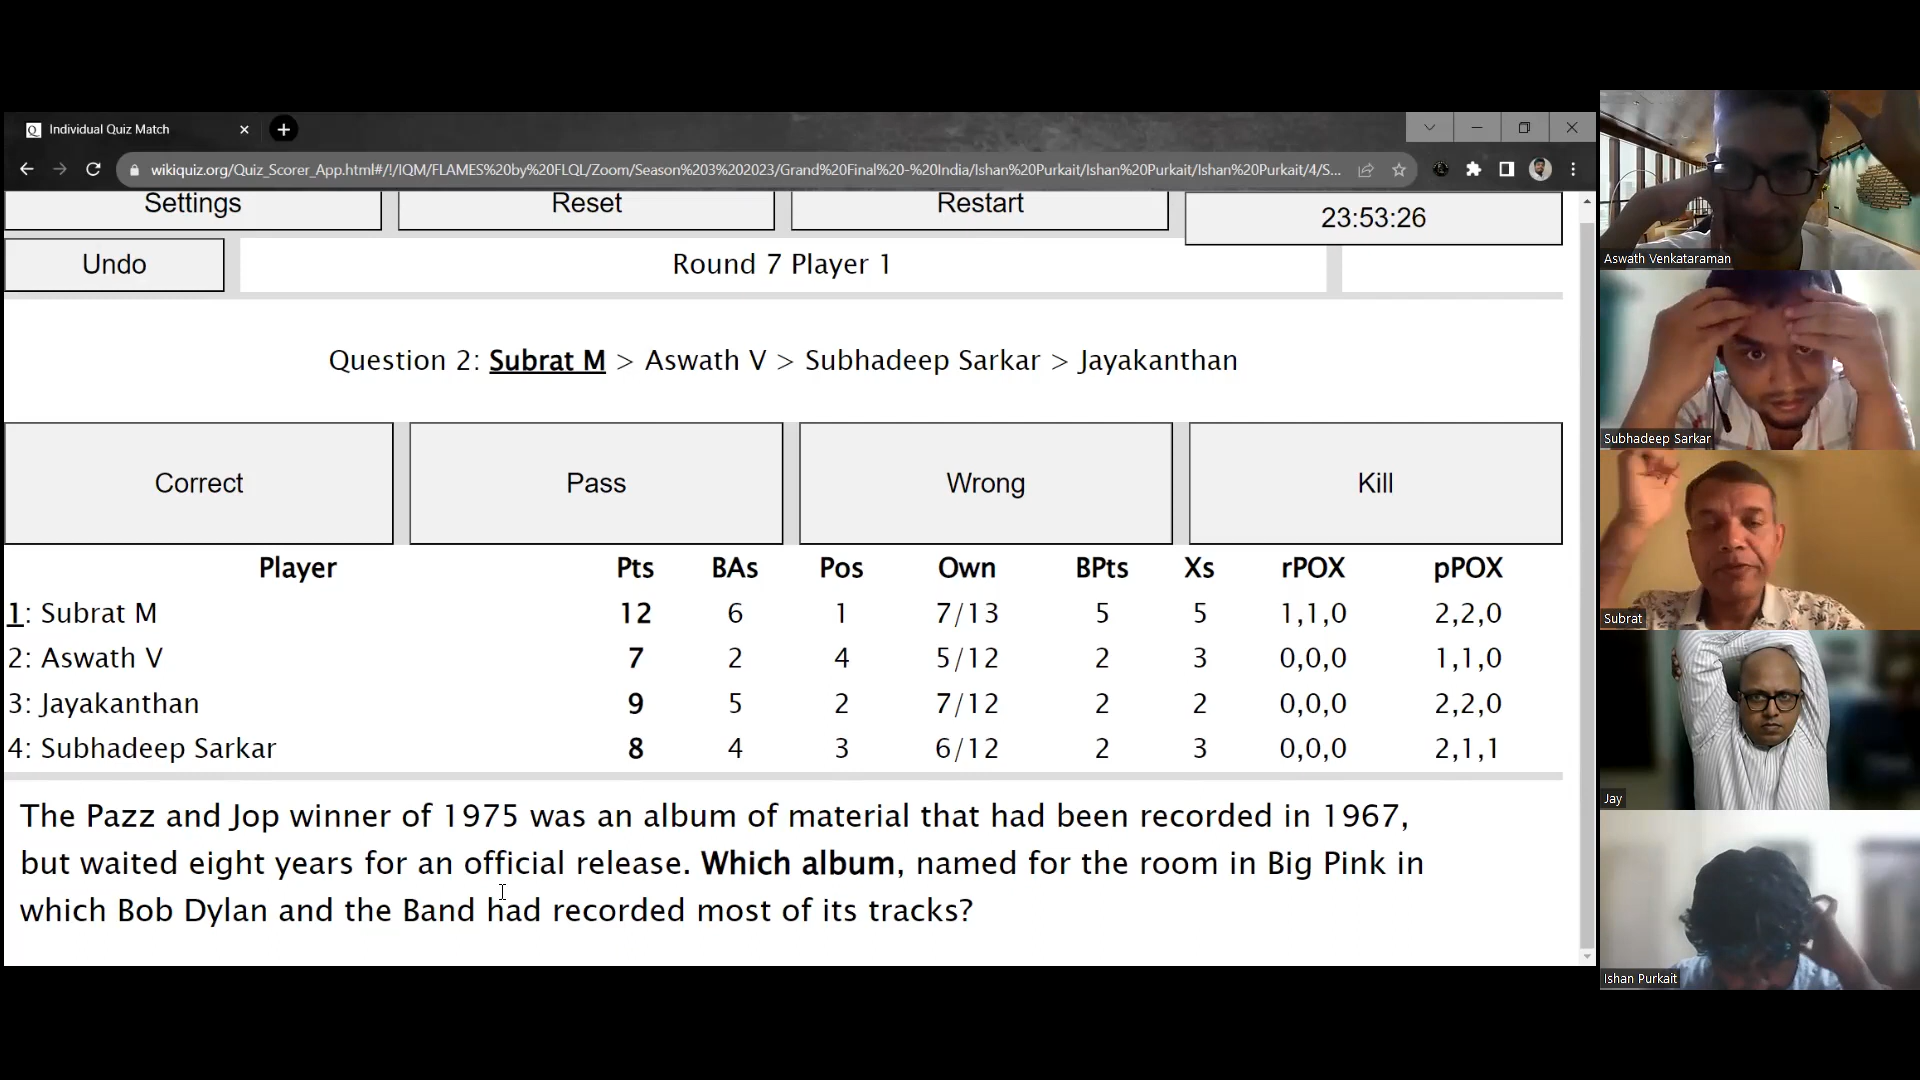 Individual Quiz Match
wikiquiz.org/Quiz_Scorer_App.html#/!/IQM/FLAMES%20by%20FLQL/Zoom/Season%203%202023/Grand%20Final%20-%20India/Ishan%20Purkait/Ishan%20Purkait/Ishan%20Purkait/4/S...
Settings Reset Restart 23:53:26
Undo Round 7 Player 1
Question 2: Subrat M > Aswath V > Subhadeep Sarkar > Jayakanthan
Correct Pass Wrong Kill
Player Pts BAs Pos Own BPts Xs rPOX pPOX
1: Subrat M 12 6 1 7/13 5 5 1,1,0 2,2,0
2: Aswath V 7 2 4 5/12 2 3 0,0,0 1,1,0
3: Jayakanthan 9 5 2 7/12 2 2 0,0,0 2,2,0
4: Subhadeep Sarkar 8 4 3 6/12 2 3 0,0,0 2,1,1
The Pazz and Jop winner of 1975 was an album of material that had been recorded in 1967,
but waited eight years for an official release. Which album, named for the room in Big Pink in
which Bob Dylan and the Band had recorded most of its tracks?
Aswath Venkataraman
Subhadeep Sarkar
Subrat
Jay
Ishan Purkait